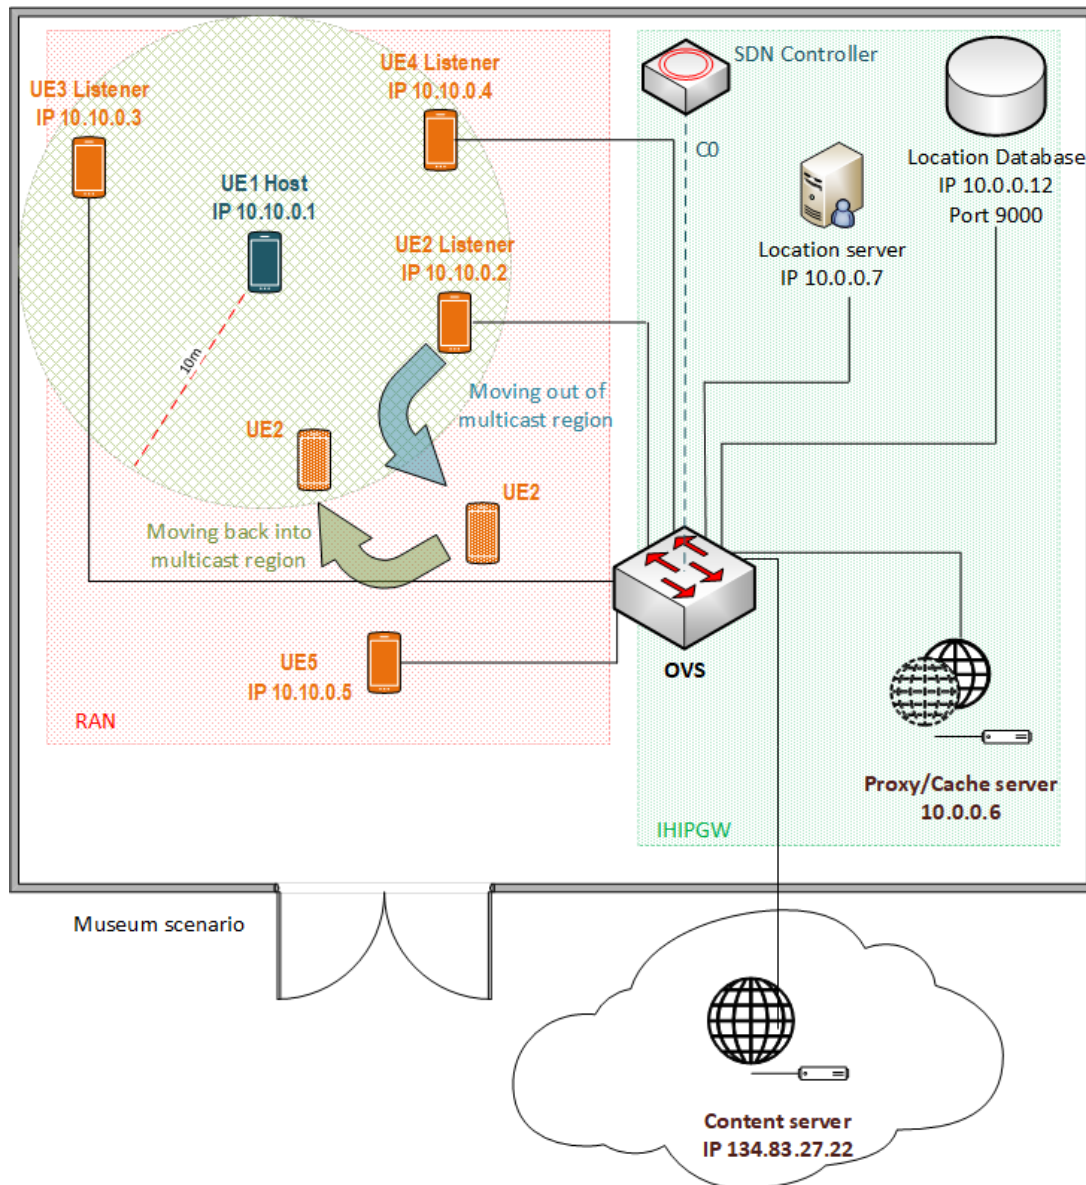 UE3 Listener
IP 10.10.0.3
UE4 Listener
IP 10.10.0.4
SDN Controller
C0
Location Database
IP 10.0.0.12
Port 9000
UE1 Host
IP 10.10.0.1
UE2 Listener
IP 10.10.0.2
Location server
IP 10.0.0.7
10m
Moving out of
multicast region
UE2
UE2
Moving back into
multicast region
UE5
IP 10.10.0.5
OVS
RAN
Proxy/Cache server
10.0.0.6
IHIPGW
Museum scenario
Content server
IP 134.83.27.22